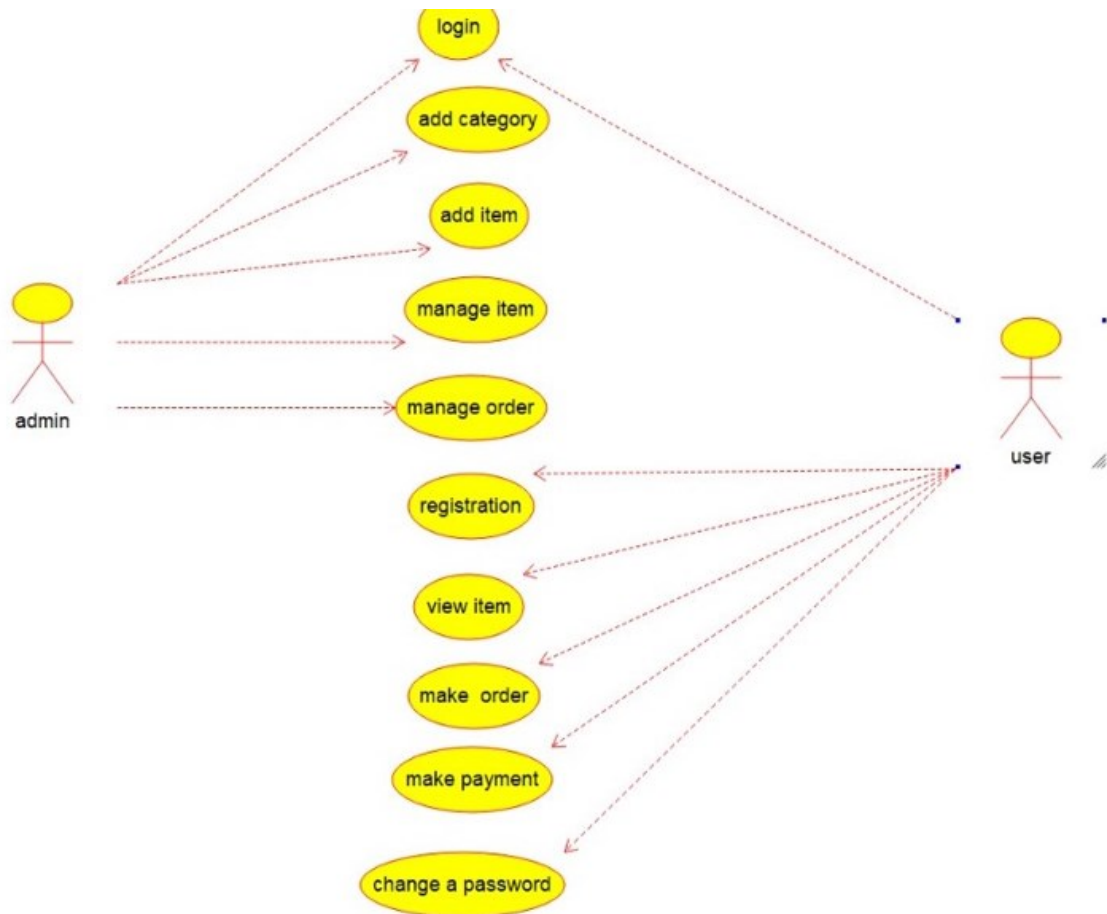 login
add category
add item
manage item
admin
manage order
user
registration
view item
make order
make payment
change a password